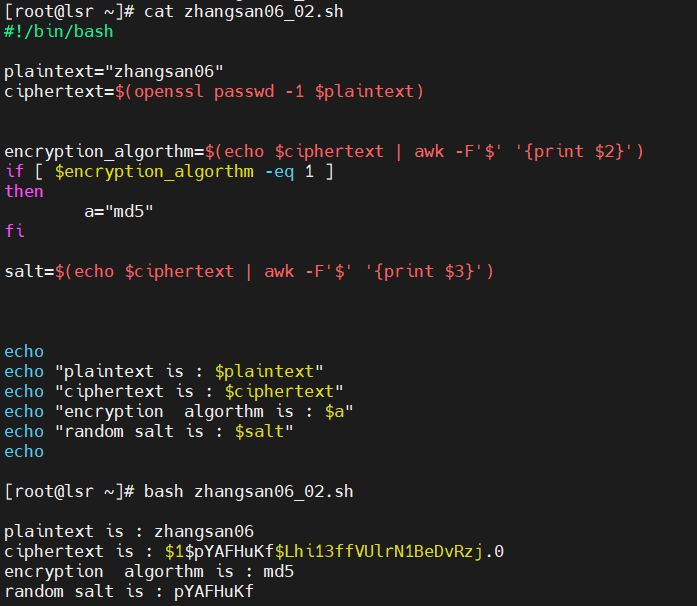 [root@lsr ~]# cat zhangsan06_02.sh
#!/bin/bash
plaintext="zhangsan06"
ciphertext=$(openssl passwd -1 $plaintext)
encryption_algorthm=$(echo $ciphertext | awk -F'$' '{print $2}')
if [ $encryption_algorthm -eq 1 ]
then
        a="md5"
fi
salt=$(echo $ciphertext | awk -F'$' '{print $3}')
echo
echo "plaintext is : $plaintext"
echo "ciphertext is : $ciphertext"
echo "encryption  algorthm is : $a"
echo "random salt is : $salt"
echo
[root@lsr ~]# bash zhangsan06_02.sh
plaintext is : zhangsan06
ciphertext is : $1$pYAFHuKf$Lhi13ffVUlrN1BeDvRzj.0
encryption  algorthm is : md5
random salt is : pYAFHuKf